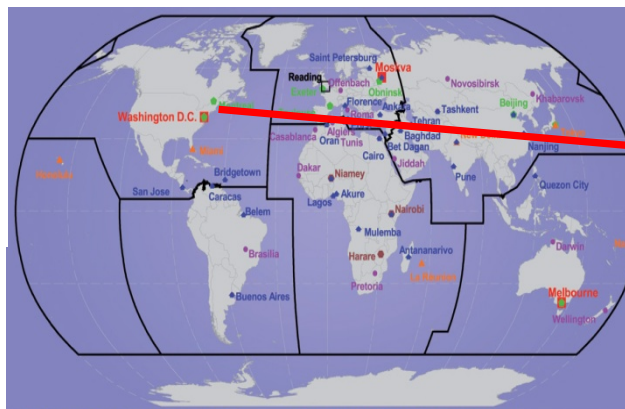 Saint Petersburg
Moskva
Reading
Offenbach
Exeter
Obninsk
Novosibirsk
Khabarovsk
Florence
Ankara
Tashkent
Beijing
Washington D.C.
Roma
Tehran
Casablanca
Algiers
Oran
Tunis
Baghdad
Nanjing
Bet Dagan
Miami
Cairo
Jiddah
Honolulu
Bridgetown
Dakar
Niamey
Pune
Quezon City
San Jose
Caracas
Lagos
Akure
Belem
Nairobi
Mulemba
Brasilia
Antananarivo
Darwin
Harare
La Reunion
Pretoria
Buenos Aires
Melbourne
Wellington